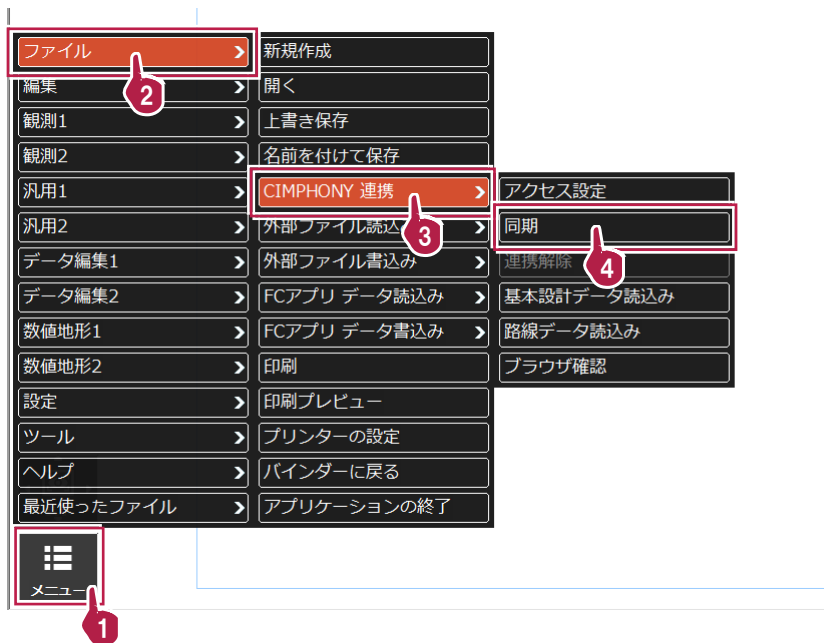 ファイル
編集
観測1
観測2
汎用1
汎用2
データ編集1
データ編集2
数値地形1
数値地形2
設定
ツール
ヘルプ
最近使ったファイル
新規作成
開く
上書き保存
名前を付けて保存
CIMPHONY 連携
外部ファイル読込
外部ファイル書込み
FCアプリ データ読込み
FCアプリ データ書込み
印刷
印刷プレビュー
プリンターの設定
バインダーに戻る
アプリケーションの終了
アクセス設定
同期
連携解除
基本設計データ読込み
路線データ読込み
ブラウザ確認
メニュー
1
2
3
4